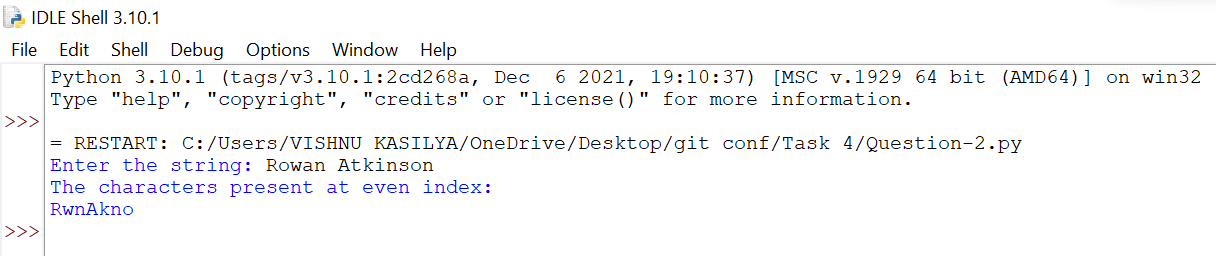 IDLE Shell 3.10.1
File Edit Shell Debug Options Window Help
Python 3.10.1 (tags/v3.10.1:2cd268a, Dec  6 2021, 19:10:37) [MSC v.1929 64 bit (AMD64)] on win32
Type "help", "copyright", "credits" or "license()" for more information.
>>>
= RESTART: C:/Users/VISHNU KASILYA/OneDrive/Desktop/git conf/Task 4/Question-2.py
Enter the string: Rowan Atkinson
The characters present at even index:
RwnAkno
>>>